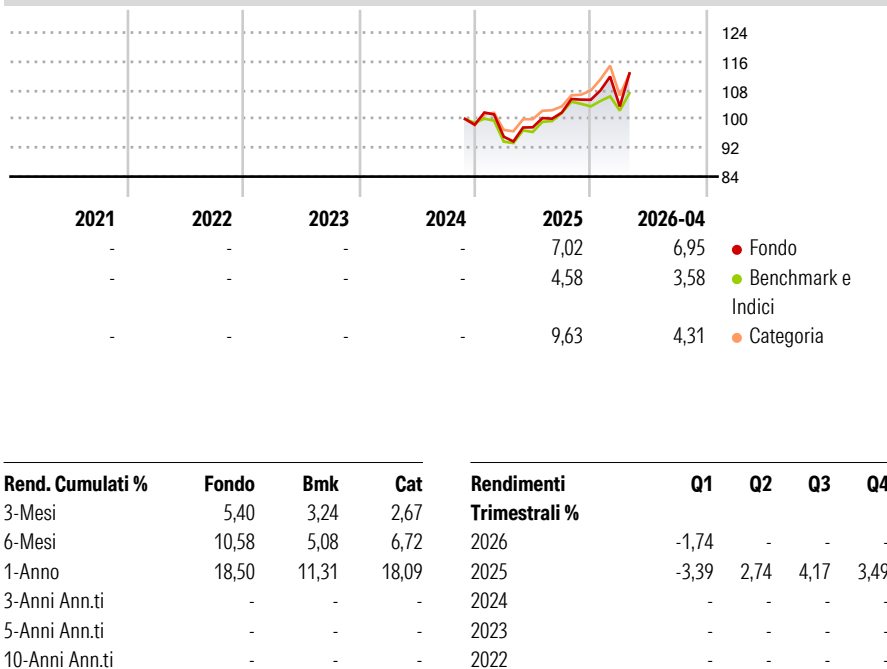 124
116
108
100
92
84
2021 2022 2023 2024 2025 2026-04
- - - - 7,02 6,95 Fondo
- - - - 4,58 3,58 Benchmark e
Indici
- - - - 9,63 4,31 Categoria
Rend. Cumulati % Fondo Bmk Cat
3-Mesi 5,40 3,24 2,67
6-Mesi 10,58 5,08 6,72
1-Anno 18,50 11,31 18,09
3-Anni Ann.ti - - -
5-Anni Ann.ti - - -
10-Anni Ann.ti - - -
Rendimenti Q1 Q2 Q3 Q4
Trimestrali %
2026 -1,74 - - -
2025 -3,39 2,74 4,17 3,49
2024 - - - -
2023 - - - -
2022 - - - -